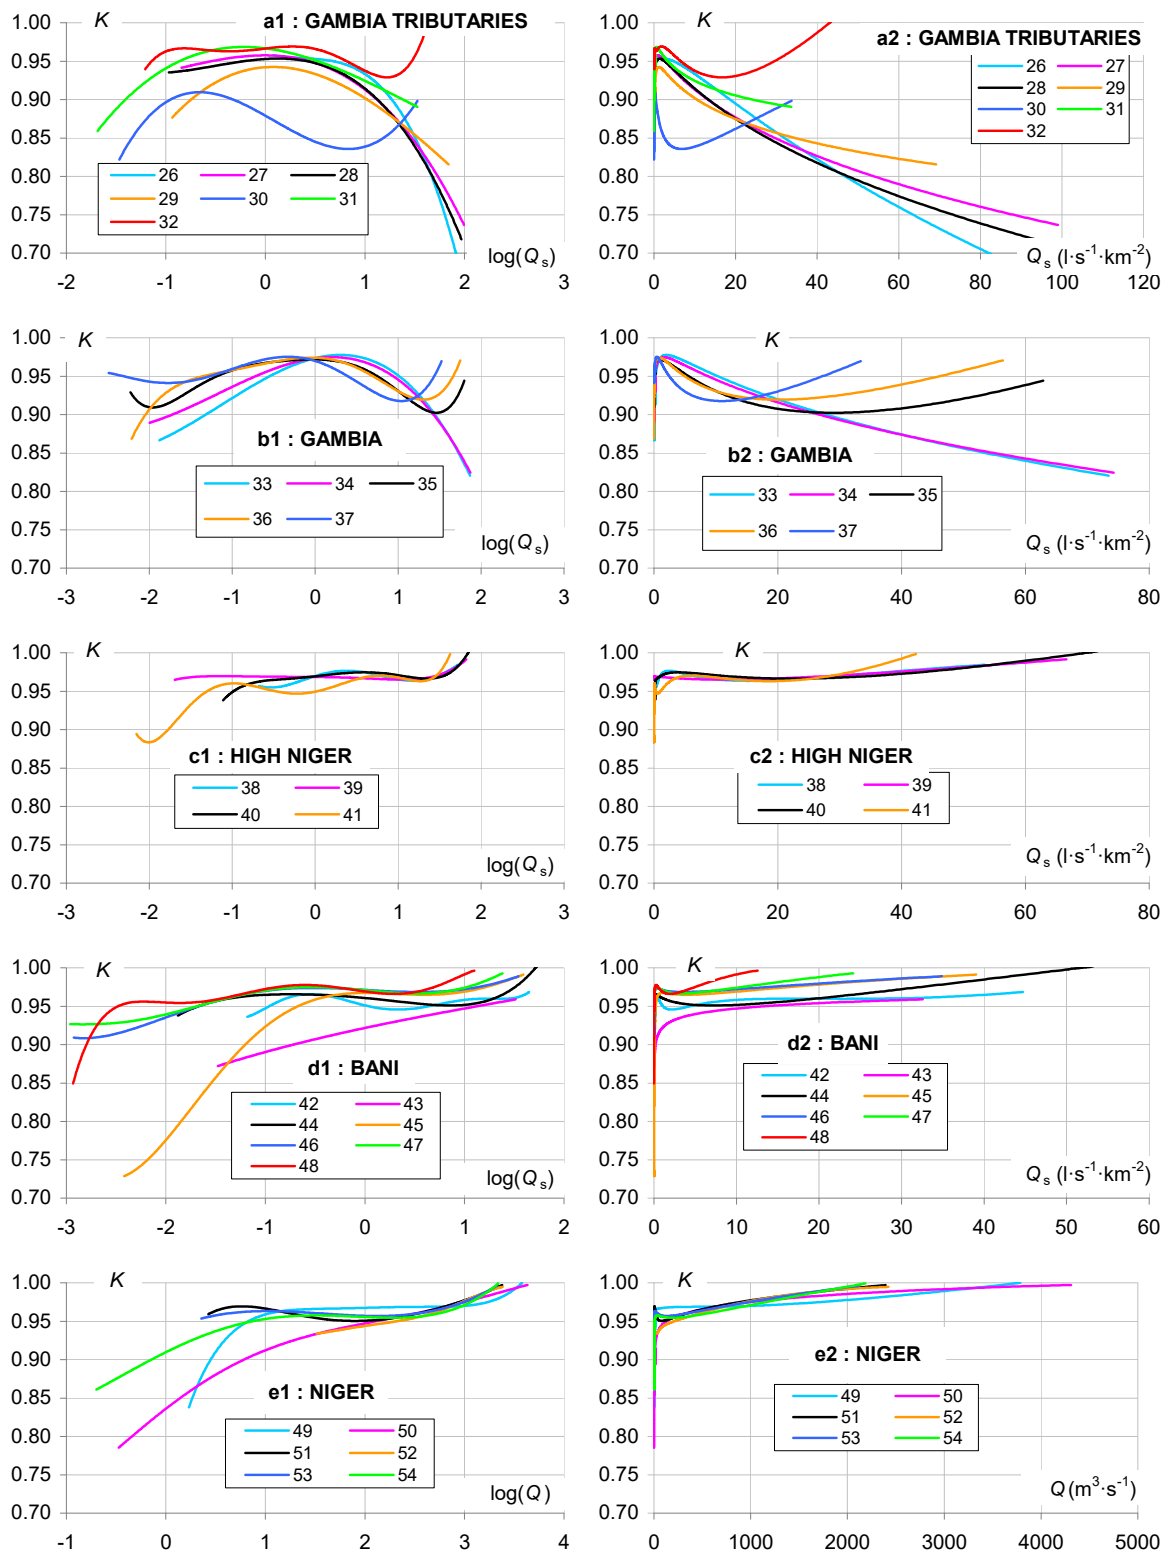 K
a1 : GAMBIA TRIBUTARIES
1.00
0.95
0.90
0.85
0.80
0.75
0.70
26 27 28
29 30 31
32
log(Qs)
-2 -1 0 1 2 3
K
a2 : GAMBIA TRIBUTARIES
1.00
0.95
0.90
0.85
0.80
0.75
0.70
26 27
28 29
30 31
32
Qs (l·s-1·km-2)
0 20 40 60 80 100 120
K
1.00
0.95
0.90
0.85
0.80
0.75
0.70
b1 : GAMBIA
33 34 35
36 37
log(Qs)
-3 -2 -1 0 1 2 3
K
1.00
0.95
0.90
0.85
0.80
0.75
0.70
b2 : GAMBIA
33 34 35
36 37
Qs (l·s-1·km-2)
0 20 40 60 80
K
1.00
0.95
0.90
0.85
0.80
0.75
0.70
c1 : HIGH NIGER
38 39
40 41
log(Qs)
-3 -2 -1 0 1 2 3
K
1.00
0.95
0.90
0.85
0.80
0.75
0.70
c2 : HIGH NIGER
38 39
40 41
Qs (l·s-1·km-2)
0 20 40 60 80
K
1.00
0.95
0.90
0.85
0.80
0.75
0.70
d1 : BANI
42 43
44 45
46 47
48
log(Qs)
-3 -2 -1 0 1 2
K
1.00
0.95
0.90
0.85
0.80
0.75
0.70
d2 : BANI
42 43
44 45
46 47
48
Qs (l·s-1·km-2)
0 10 20 30 40 50 60
K
1.00
0.95
0.90
0.85
0.80
0.75
0.70
e1 : NIGER
49 50
51 52
53 54
log(Q)
-1 0 1 2 3 4
K
1.00
0.95
0.90
0.85
0.80
0.75
0.70
e2 : NIGER
49 50
51 52
53 54
Q (m3·s-1)
0 1000 2000 3000 4000 5000